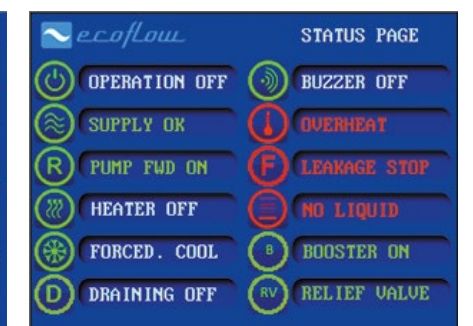 ecoflow
STATUS PAGE
OPERATION OFF
BUZZER OFF
SUPPLY OK
OVERHEAT
R PUMP FWD ON
F LEAKAGE STOP
HEATER OFF
NO LIQUID
FORCED. COOL
B BOOSTER ON
D DRAINING OFF
RV RELIEF VALVE